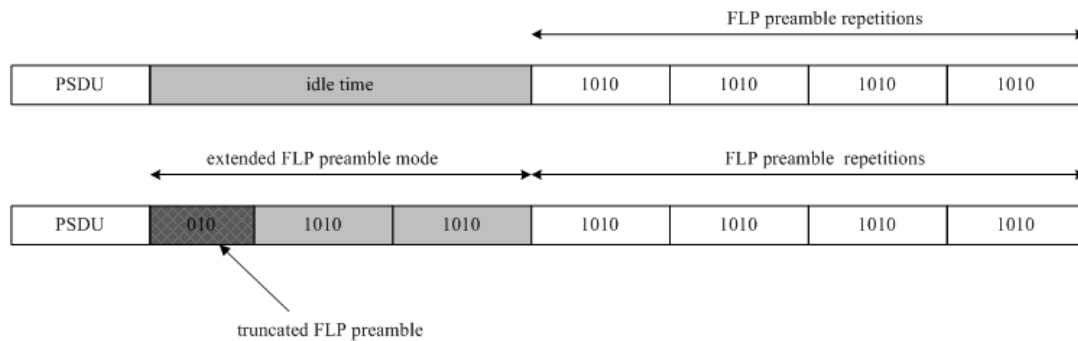 FLP preamble repetitions
PSDU idle time 1010 1010 1010 1010
extended FLP preamble mode FLP preamble repetitions
PSDU 010 1010 1010 1010 1010 1010 1010
truncated FLP preamble